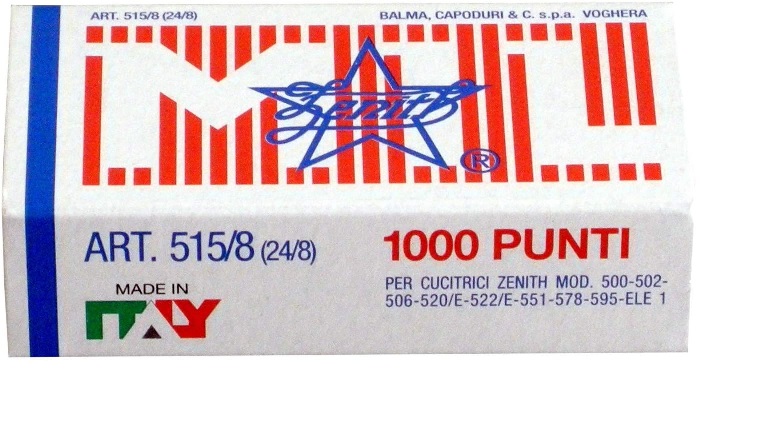 ART. 515/8 (24/8) BALMA, CAPODURI & C. s.p.a. VOGHERA
Zenith ®
ART. 515/8 (24/8)
1000 PUNTI
PER CUCITRICI ZENITH MOD. 500-502-
506-520/E-522/E-551-578-595-ELE 1
MADE IN
ITALY